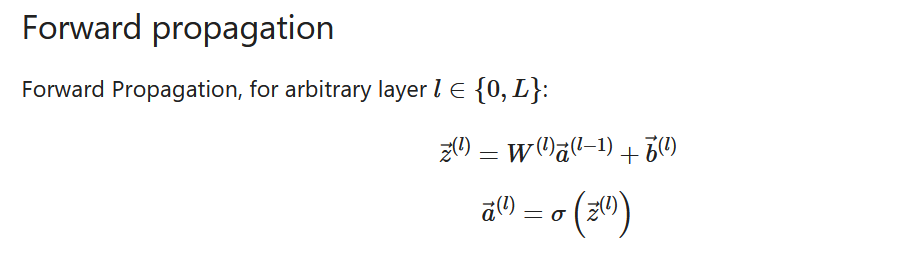 Forward propagation
Forward Propagation, for arbitrary layer l ∈ {0, L}:
z⃗⁽ˡ⁾ = W⁽ˡ⁾a⃗⁽ˡ⁻¹⁾ + b⃗⁽ˡ⁾
a⃗⁽ˡ⁾ = σ(z⃗⁽ˡ⁾)